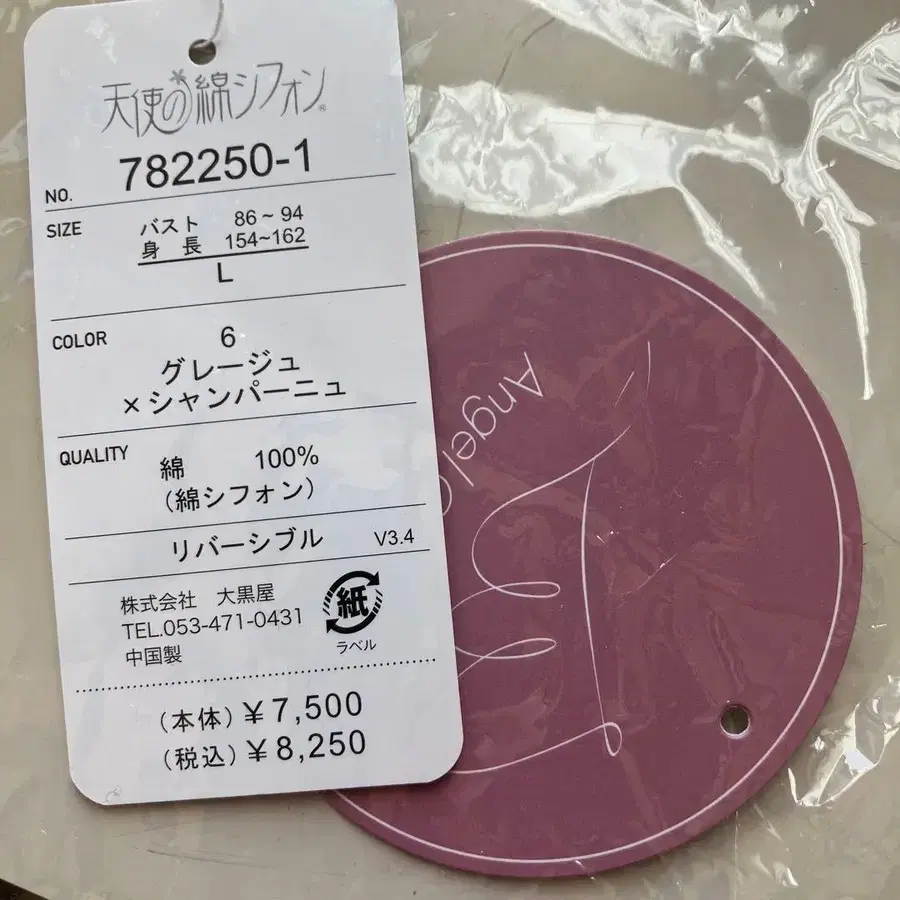 天使の綿シフォン®
NO. 782250-1
SIZE バスト 86~94
身 長 154~162
L
COLOR 6
グレージュ
×シャンパーニュ
QUALITY 綿 100%
(綿シフォン)
リバーシブル V3.4
株式会社 大黒屋
TEL.053-471-0431
中国製
紙
ラベル
(本体)¥7,500
(税込)¥8,250
Angel